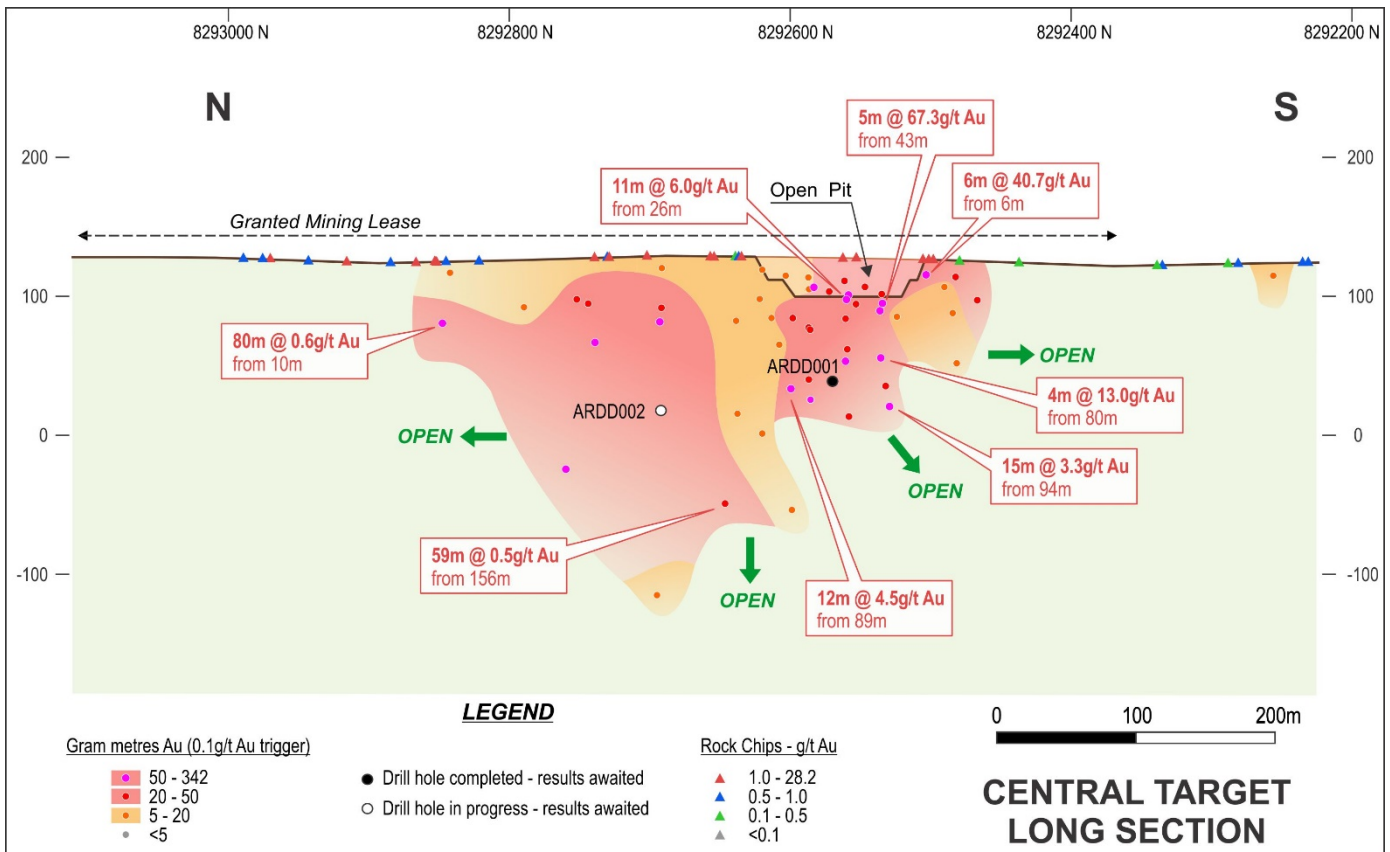 8293000 N
8292800 N
8292600 N
8292400 N
8292200 N
N
S
5m @ 67.3g/t Au
from 43m
200
200
11m @ 6.0g/t Au
from 26m
Open Pit
6m @ 40.7g/t Au
from 6m
Granted Mining Lease
100
100
80m @ 0.6g/t Au
from 10m
ARDD001
OPEN
ARDD002
4m @ 13.0g/t Au
from 80m
OPEN
0
0
OPEN
15m @ 3.3g/t Au
from 94m
59m @ 0.5g/t Au
from 156m
-100
-100
OPEN
12m @ 4.5g/t Au
from 89m
LEGEND
Gram metres Au (0.1g/t Au trigger)
50 - 342
20 - 50
5 - 20
<5
Drill hole completed - results awaited
Drill hole in progress - results awaited
Rock Chips - g/t Au
1.0 - 28.2
0.5 - 1.0
0.1 - 0.5
<0.1
0
100
200m
CENTRAL TARGET
LONG SECTION